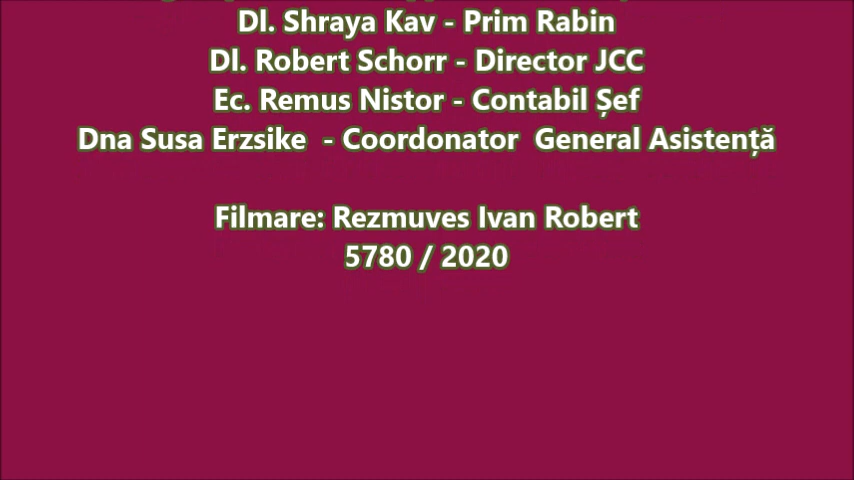 Dl. Shraya Kav - Prim Rabin
Dl. Robert Schorr - Director JCC
Ec. Remus Nistor - Contabil Șef
Dna Susa Erzsike - Coordonator General Asistență
Filmare: Rezmuves Ivan Robert
5780 / 2020